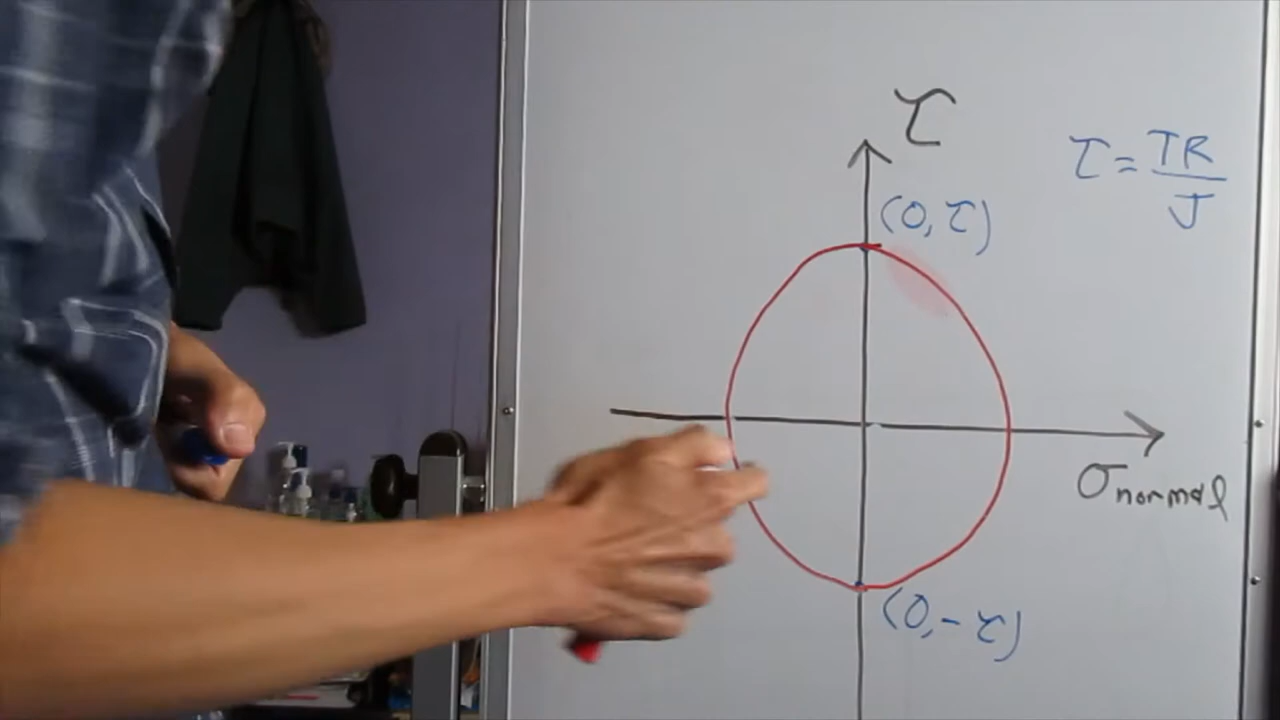 τ
τ = TR/J
(0, τ)
σnormal
(0, -τ)